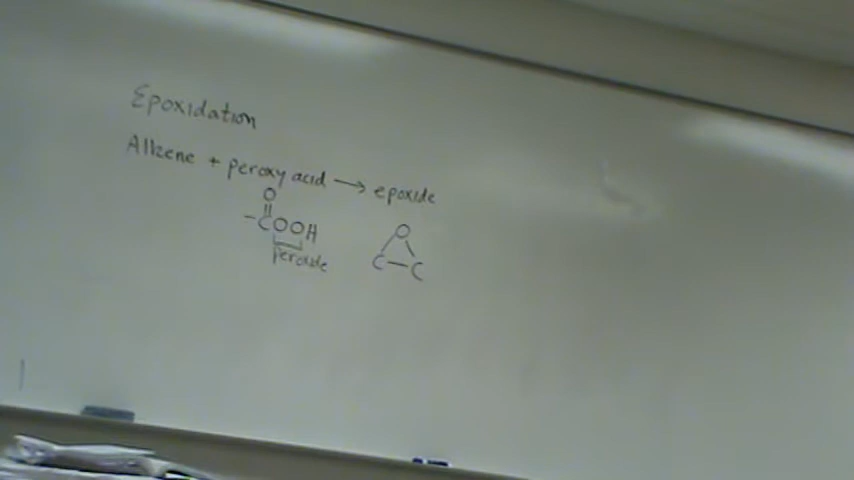 Epoxidation
Alkene + peroxy acid → epoxide
O
-COOH
peroxide
O
C-C